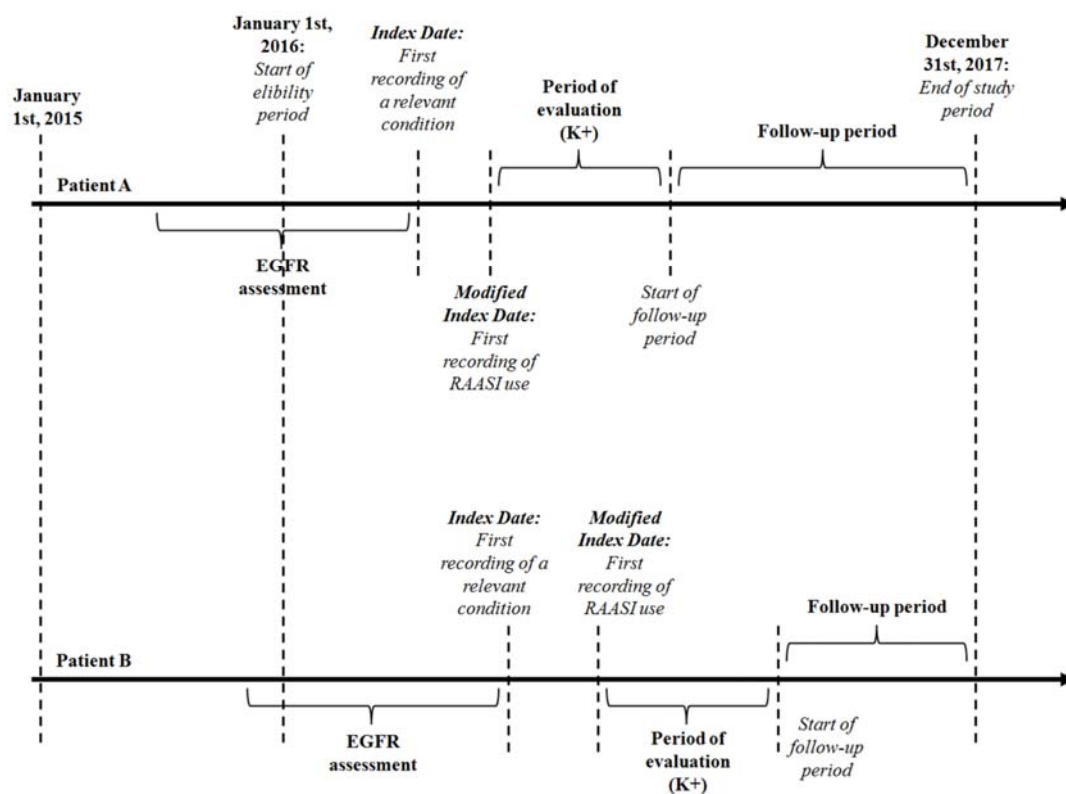 January
1st, 2015
January 1st,
2016:
Start of
elibility
period
Index Date:
First
recording of
a relevant
condition
Period of
evaluation
(K+)
Follow-up period
December
31st, 2017:
End of study
period
Patient A
EGFR
assessment
Modified
Index Date:
First
recording of
RAASI use
Start of
follow-up
period
Index Date:
First
recording of a
relevant
condition
Modified
Index Date:
First
recording of
RAASI use
Follow-up period
Patient B
EGFR
assessment
Period of
evaluation
(K+)
Start of
follow-up
period